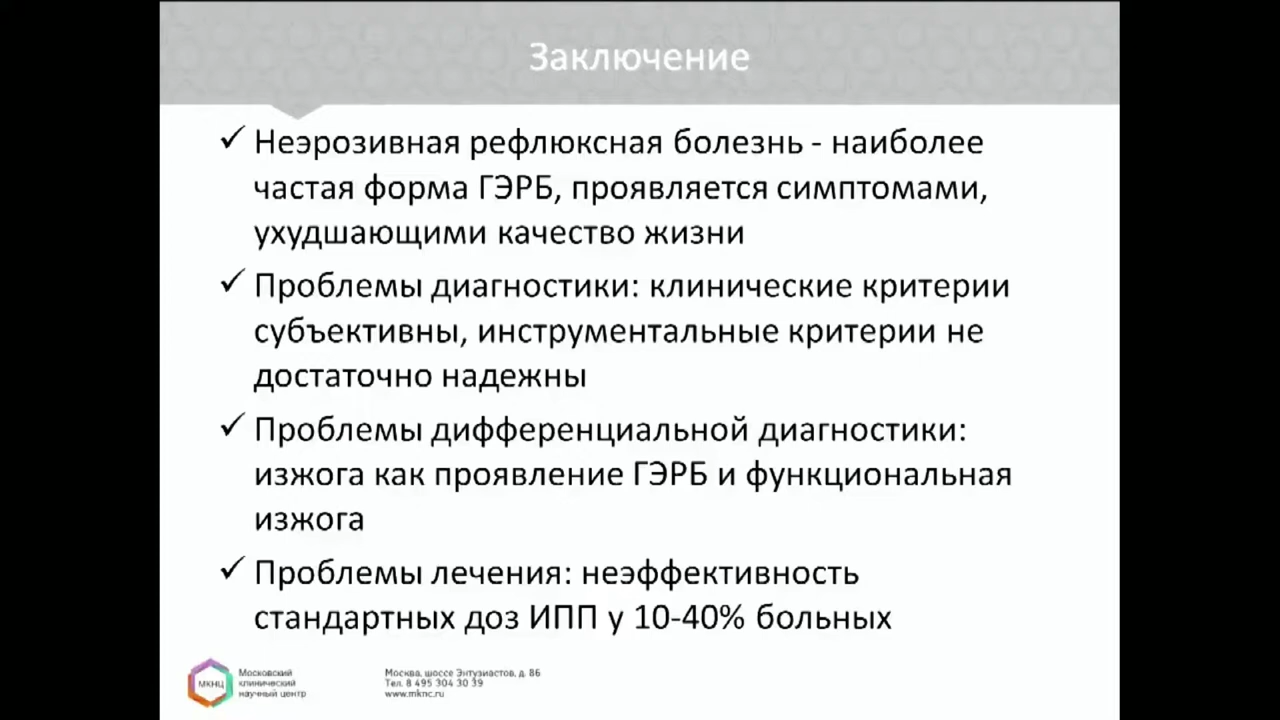 Заключение
✓ Неэрозивная рефлюксная болезнь - наиболее
частая форма ГЭРБ, проявляется симптомами,
ухудшающими качество жизни
✓ Проблемы диагностики: клинические критерии
субъективны, инструментальные критерии не
достаточно надежны
✓ Проблемы дифференциальной диагностики:
изжога как проявление ГЭРБ и функциональная
изжога
✓ Проблемы лечения: неэффективность
стандартных доз ИПП у 10-40% больных
МКНЦ
Московский
клинический
научный центр
Москва, шоссе Энтузиастов, д. 86
Тел. 8 495 304 30 39
www.mknc.ru